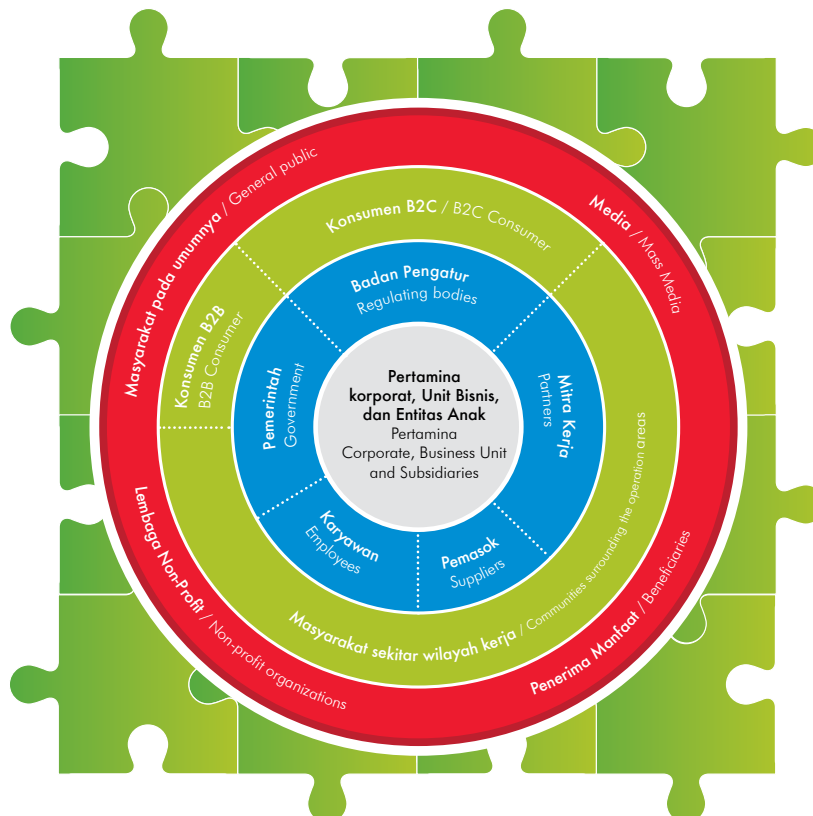 Masyarakat pada umumnya / General public
Media / Mass Media
Konsumen B2C / B2C Consumer
Konsumen B2B
B2B Consumer
Badan Pengatur
Regulating bodies
Pemerintah
Government
Pertamina
korporat, Unit Bisnis,
dan Entitas Anak
Pertamina
Corporate, Business Unit
and Subsidiaries
Mitra Kerja
Partners
Karyawan
Employees
Pemasok
Suppliers
Masyarakat sekitar wilayah kerja / Communities surrounding the operation areas
Lembaga Non-Profit / Non-profit organizations
Penerima Manfaat / Beneficiaries